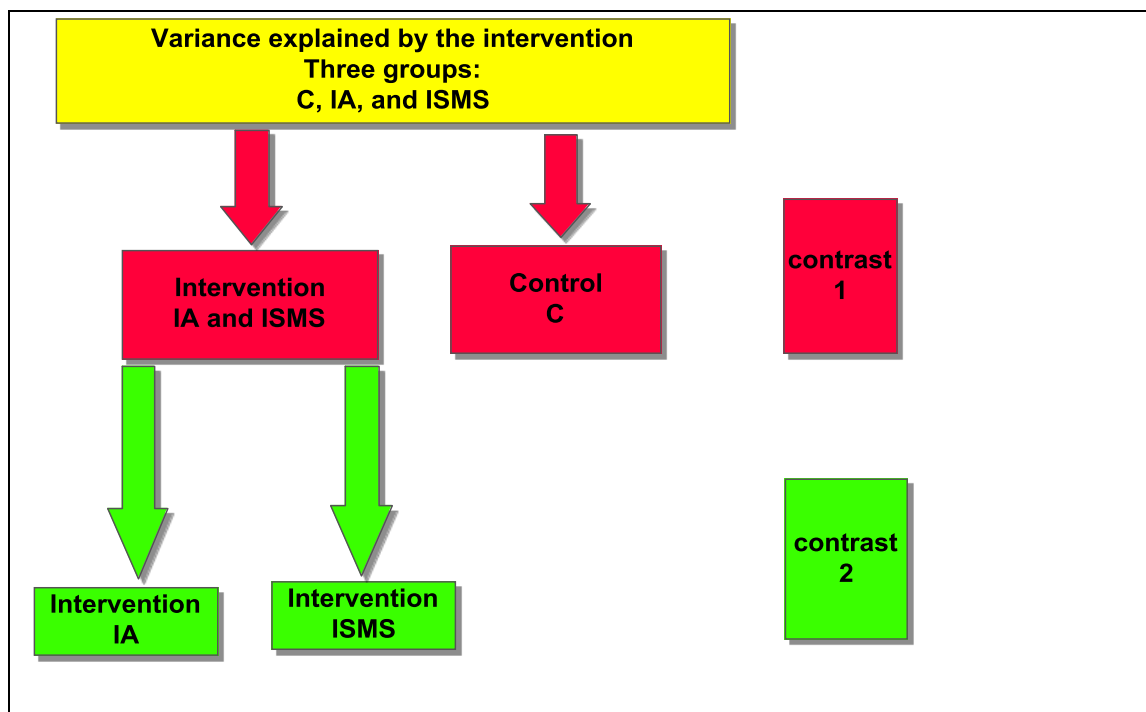 Variance explained by the intervention
Three groups:
C, IA, and ISMS
Intervention
IA and ISMS
Control
C
contrast
1
contrast
2
Intervention
IA
Intervention
ISMS